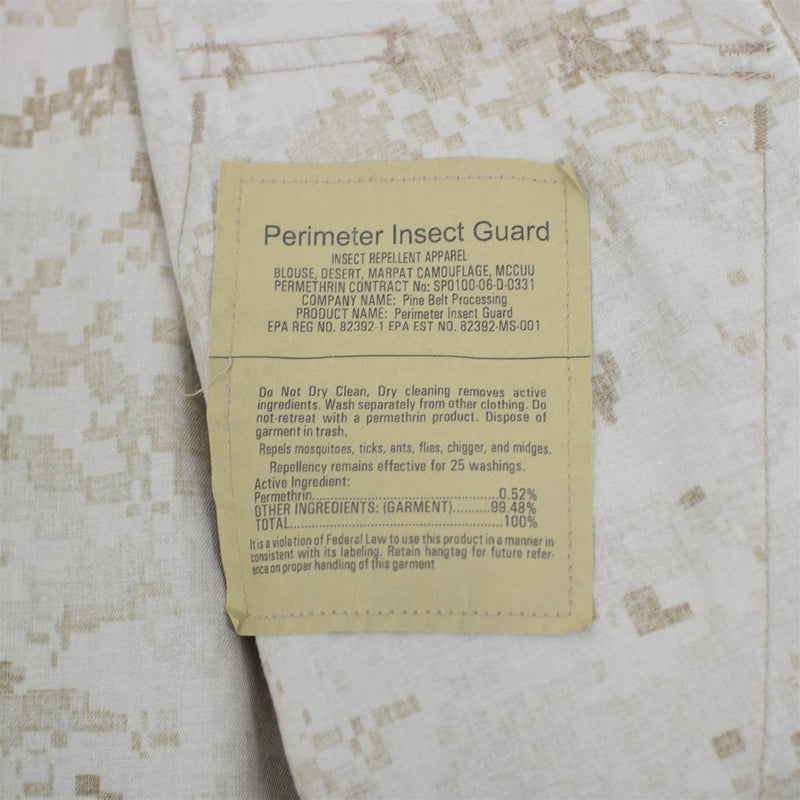 Perimeter Insect Guard
INSECT REPELLENT APPAREL
BLOUSE, DESERT, MARPAT CAMOUFLAGE, MCCUU
PERMETHRIN CONTRACT No: SP0100-06-D-0331
COMPANY NAME: Pine Belt Processing
PRODUCT NAME: Perimeter Insect Guard
EPA REG NO. 82392-1 EPA EST NO. 82392-MS-001
Do Not Dry Clean, Dry cleaning removes active
ingredients. Wash separately from other clothing. Do
not-retreat with a permethrin product. Dispose of
garment in trash.
Repels mosquitoes, ticks, ants, flies, chigger, and midges.
Repellency remains effective for 25 washings.
Active Ingredient:
Permethrin..............................0.52%
OTHER INGREDIENTS: (GARMENT).........99.48%
TOTAL...................................100%
It is a violation of Federal Law to use this product in a manner in-
consistent with its labeling. Retain hangtag for future refer-
ence on proper handling of this garment